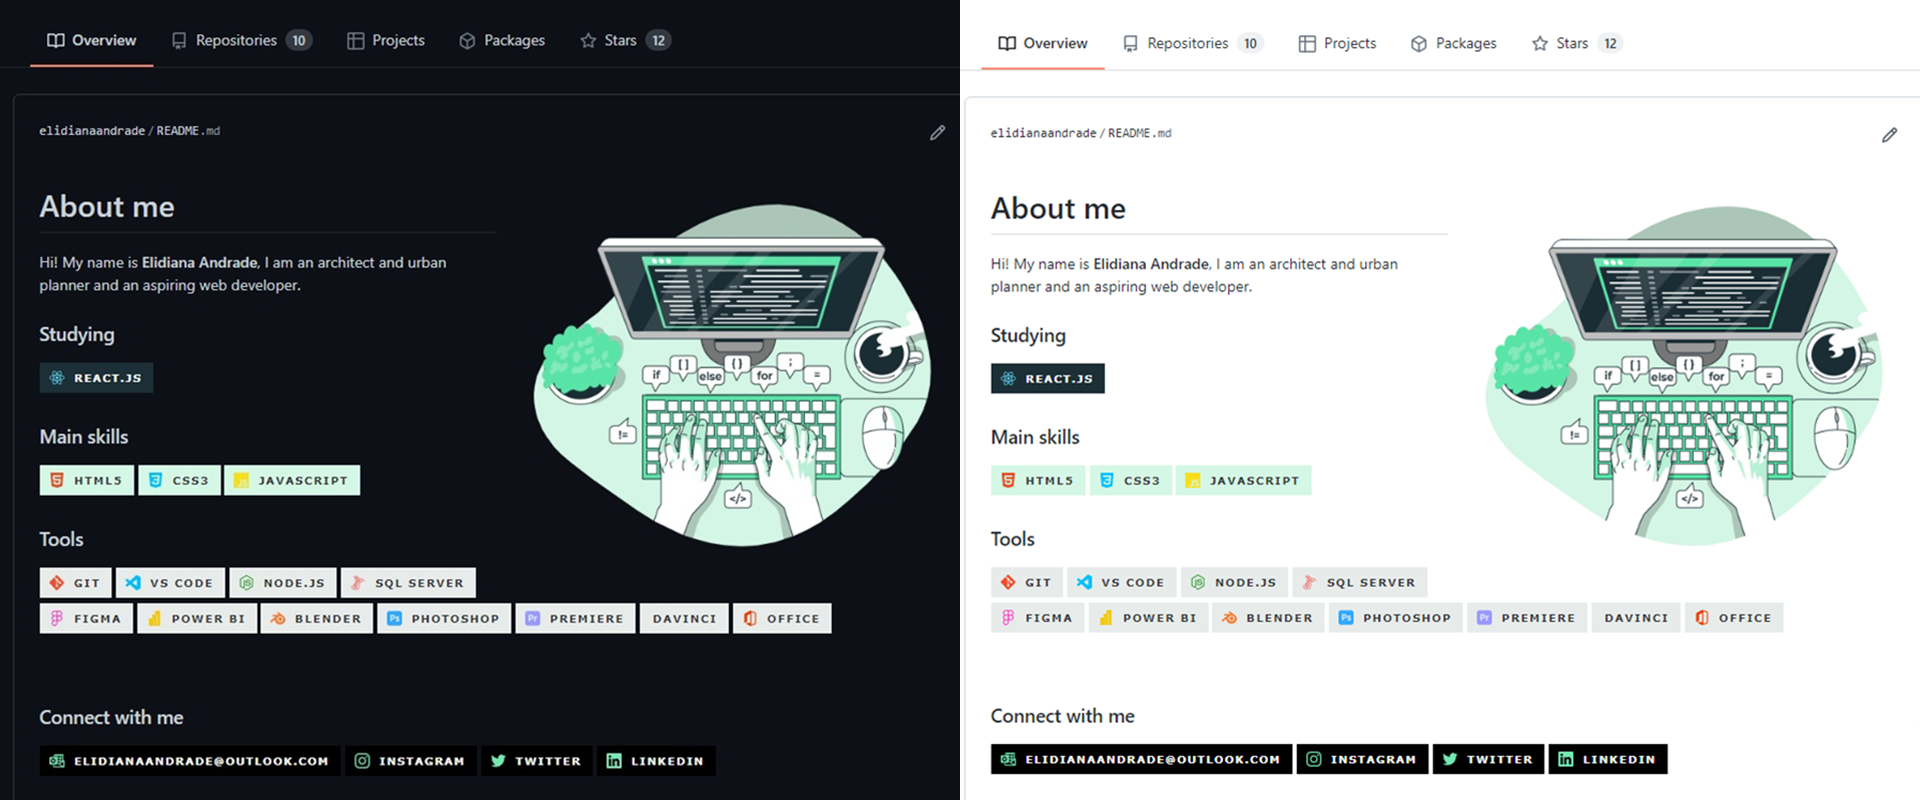 Overview Repositories 10 Projects Packages Stars 12
elidianaandrade / README.md
About me
Hi! My name is Elidiana Andrade, I am an architect and urban
planner and an aspiring web developer.
Studying
REACT.JS
Main skills
HTML5 CSS3 JAVASCRIPT
Tools
GIT VS CODE NODE.JS SQL SERVER
FIGMA POWER BI BLENDER PHOTOSHOP PREMIERE DAVINCI OFFICE
Connect with me
ELIDIANAANDRADE@OUTLOOK.COM INSTAGRAM TWITTER LINKEDIN
if [ ] else { } for ; =
!=
</>
Overview Repositories 10 Projects Packages Stars 12
elidianaandrade / README.md
About me
Hi! My name is Elidiana Andrade, I am an architect and urban
planner and an aspiring web developer.
Studying
REACT.JS
Main skills
HTML5 CSS3 JAVASCRIPT
Tools
GIT VS CODE NODE.JS SQL SERVER
FIGMA POWER BI BLENDER PHOTOSHOP PREMIERE DAVINCI OFFICE
Connect with me
ELIDIANAANDRADE@OUTLOOK.COM INSTAGRAM TWITTER LINKEDIN
if [ ] else { } for ; =
!=
</>